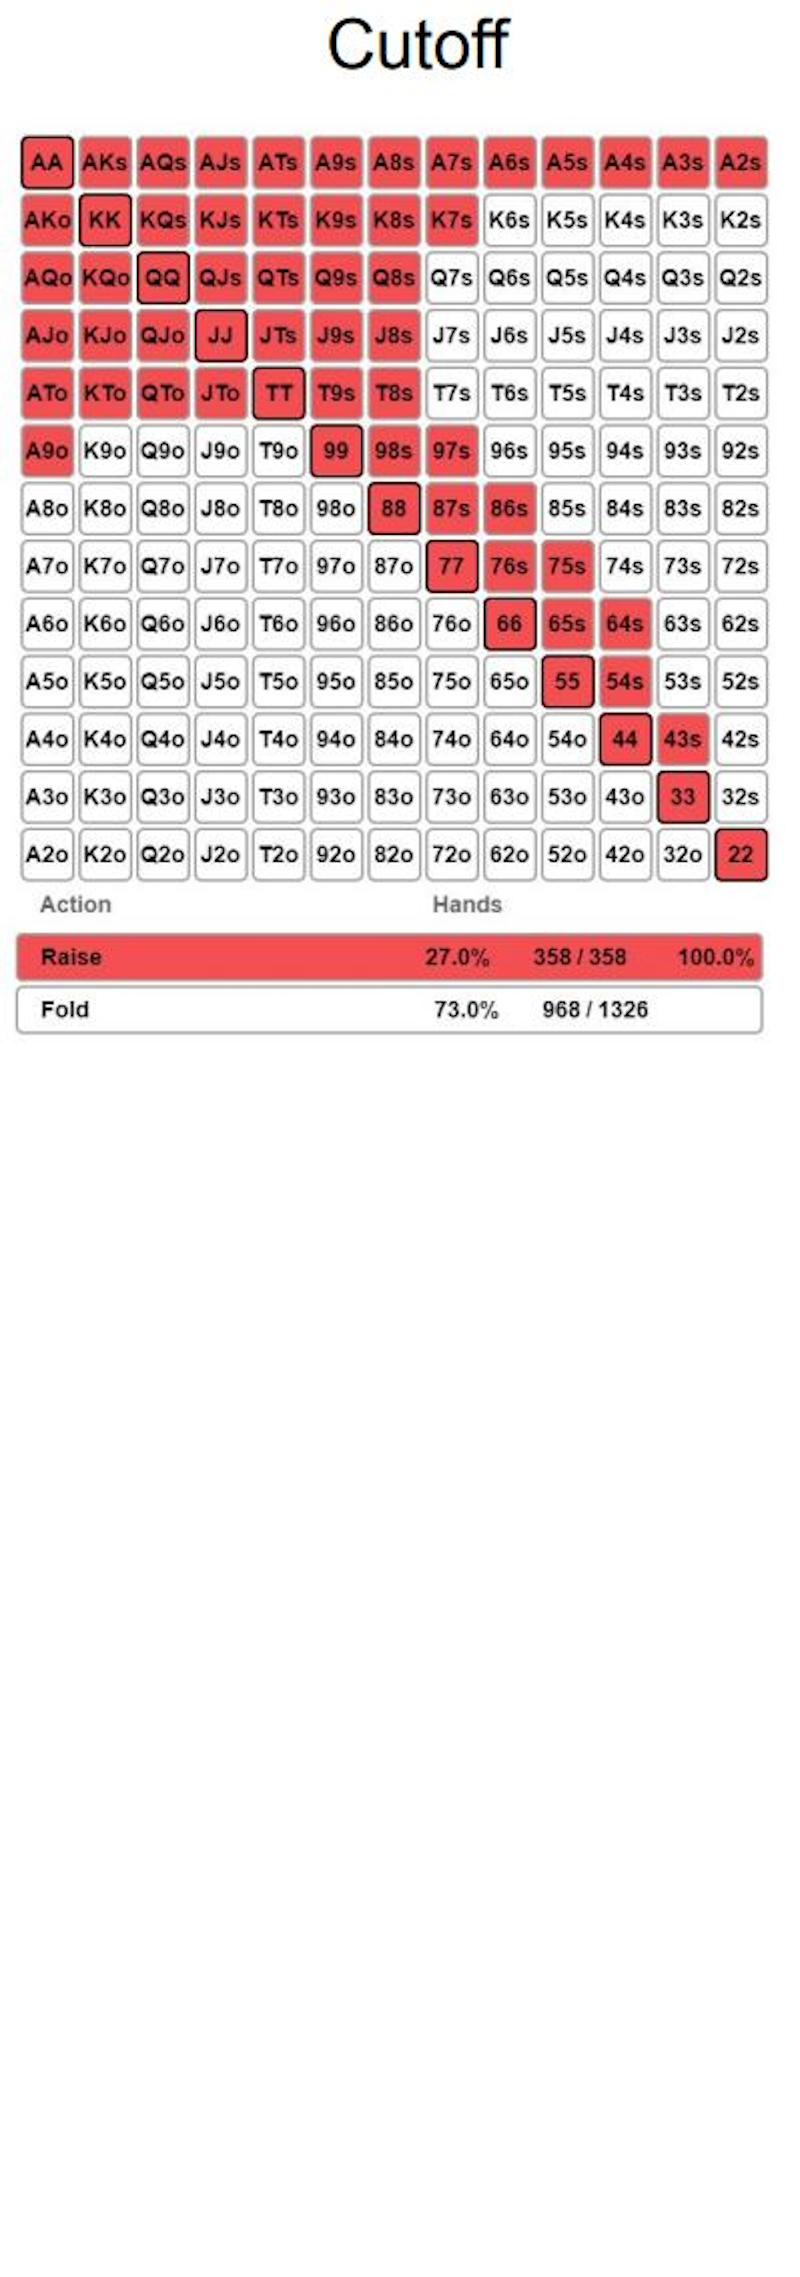 Cutoff
AA AKs AQs AJs ATs A9s A8s A7s A6s A5s A4s A3s A2s
AKo KK KQs KJs KTs K9s K8s K7s K6s K5s K4s K3s K2s
AQo KQo QQ QJs QTs Q9s Q8s Q7s Q6s Q5s Q4s Q3s Q2s
AJo KJo QJo JJ JTs J9s J8s J7s J6s J5s J4s J3s J2s
ATo KTo QTo JTo TT T9s T8s T7s T6s T5s T4s T3s T2s
A9o K9o Q9o J9o T9o 99 98s 97s 96s 95s 94s 93s 92s
A8o K8o Q8o J8o T8o 98o 88 87s 86s 85s 84s 83s 82s
A7o K7o Q7o J7o T7o 97o 87o 77 76s 75s 74s 73s 72s
A6o K6o Q6o J6o T6o 96o 86o 76o 66 65s 64s 63s 62s
A5o K5o Q5o J5o T5o 95o 85o 75o 65o 55 54s 53s 52s
A4o K4o Q4o J4o T4o 94o 84o 74o 64o 54o 44 43s 42s
A3o K3o Q3o J3o T3o 93o 83o 73o 63o 53o 43o 33 32s
A2o K2o Q2o J2o T2o 92o 82o 72o 62o 52o 42o 32o 22
Action Hands
Raise 27.0% 358 / 358 100.0%
Fold 73.0% 968 / 1326